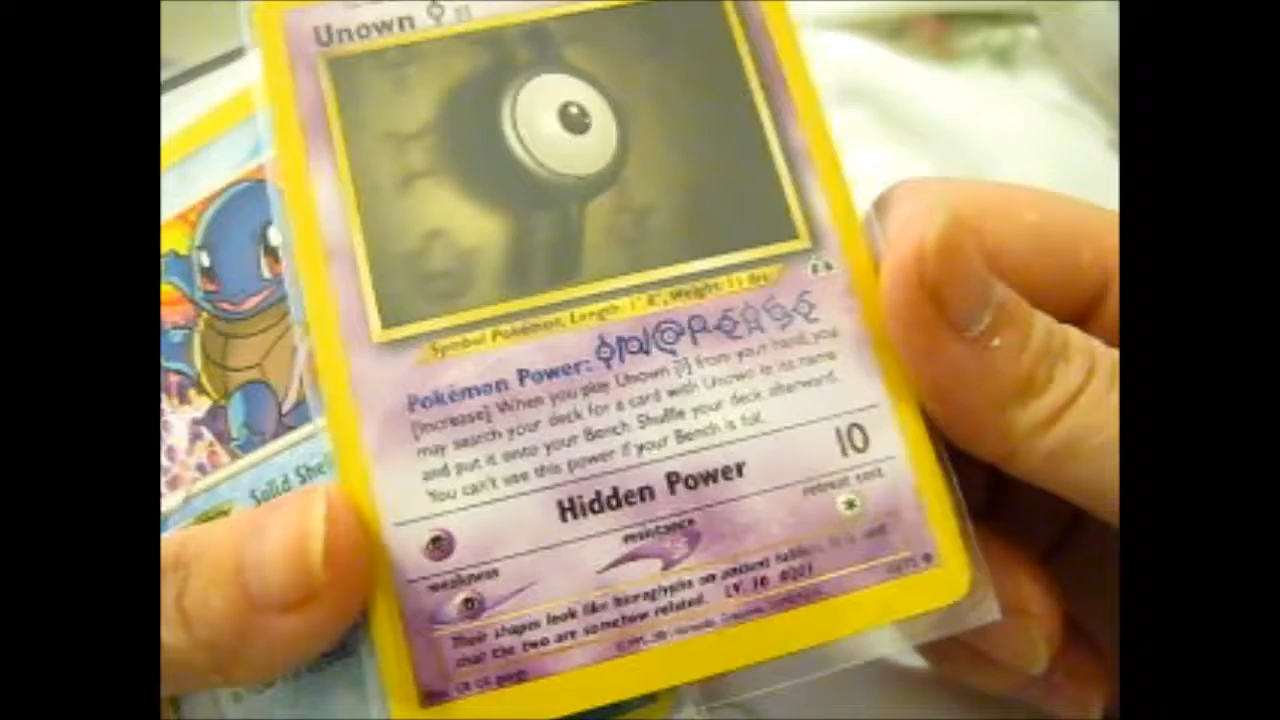 Unown
Symbol Pokémon. Length: 1' 8", Weight: 11 lbs.
Pokémon Power:
[Increase] When you play Unown [I] from your hand, you
may search your deck for a card with Unown in its name
and put it onto your Bench. Shuffle your deck afterward.
You can't use this power if your Bench is full.
Hidden Power 10
weakness
resistance
retreat cost
Their shapes look like hieroglyphs on ancient tablets. It is said
that the two are somehow related. LV. 16
Solid She